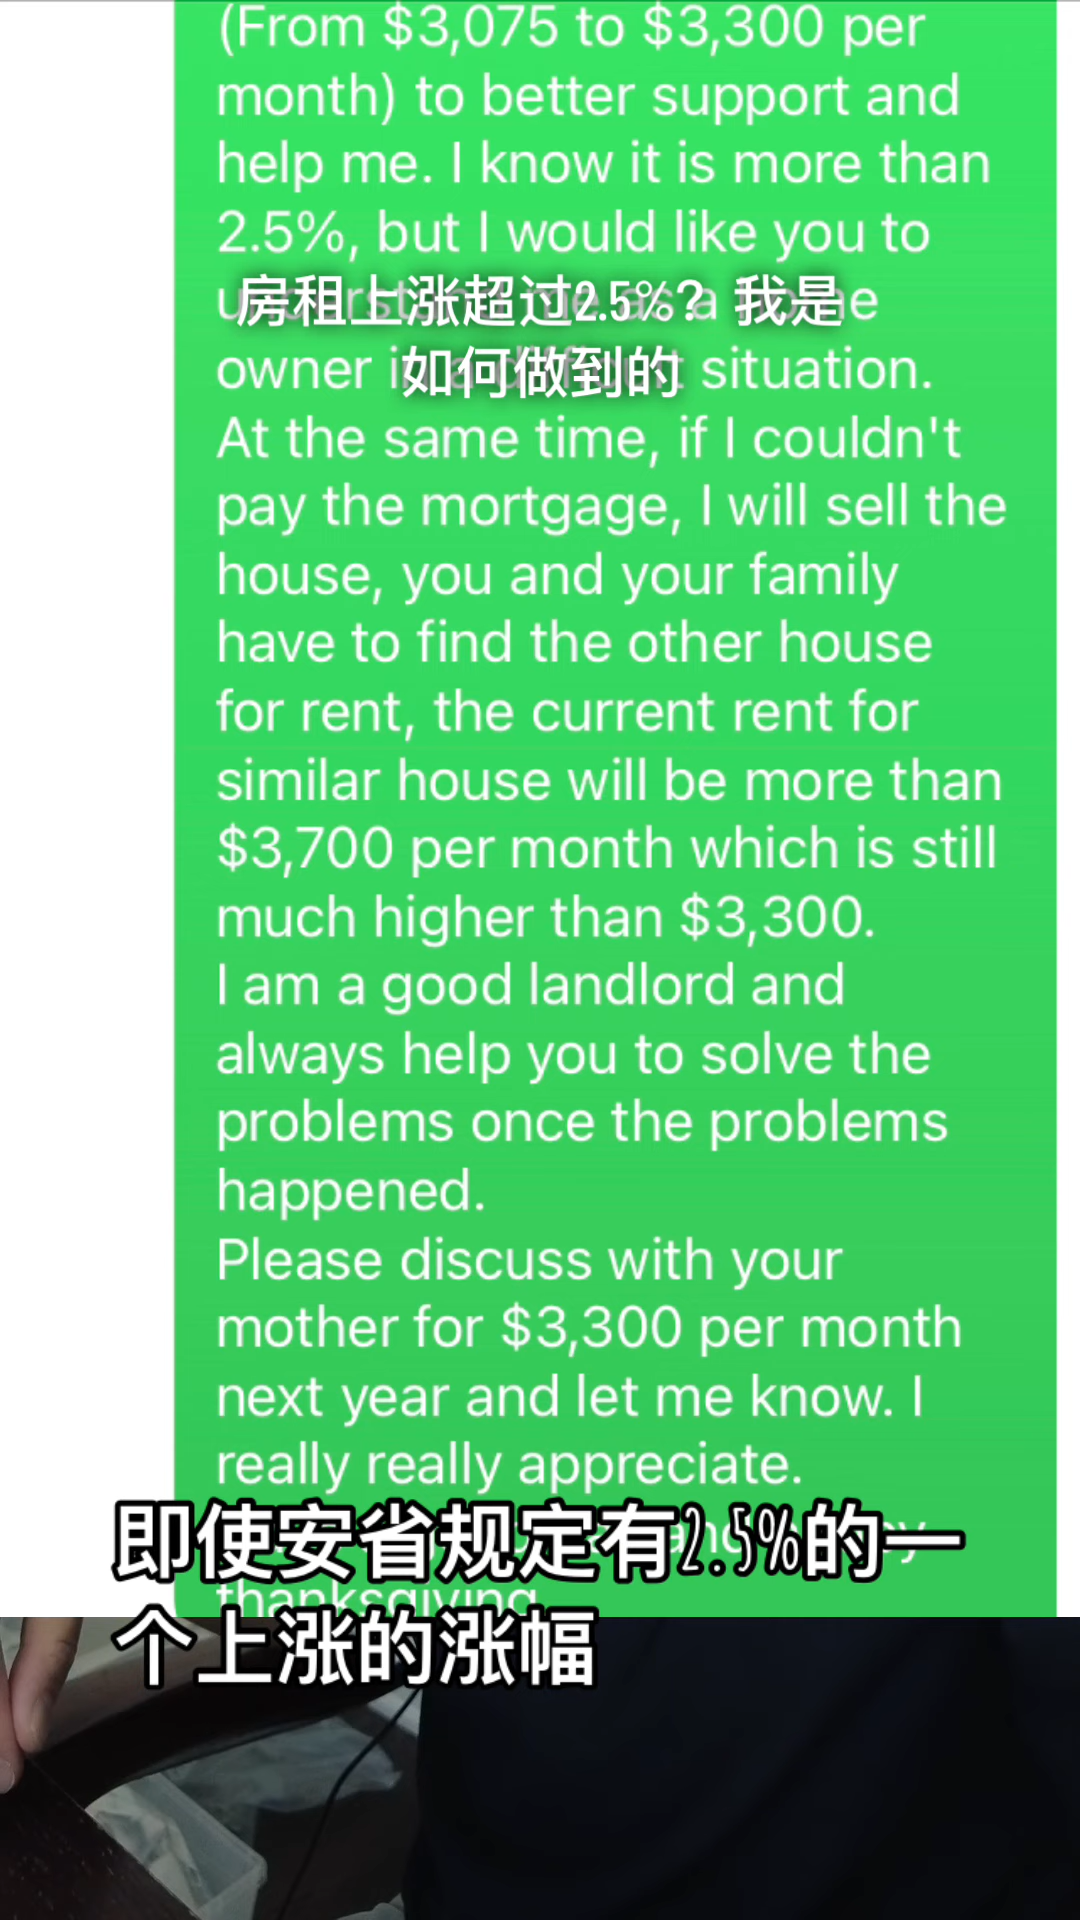 (From $3,075 to $3,300 per
month) to better support and
help me. I know it is more than
2.5%, but I would like you to
房租上涨超过2.5%？我是
owner situation.
如何做到的
At the same time, if I couldn't
pay the mortgage, I will sell the
house, you and your family
have to find the other house
for rent, the current rent for
similar house will be more than
$3,700 per month which is still
much higher than $3,300.
I am a good landlord and
always help you to solve the
problems once the problems
happened.
Please discuss with your
mother for $3,300 per month
next year and let me know. I
really really appreciate.
即使安省规定有2.5%的一
thanksgiving
个上涨的涨幅